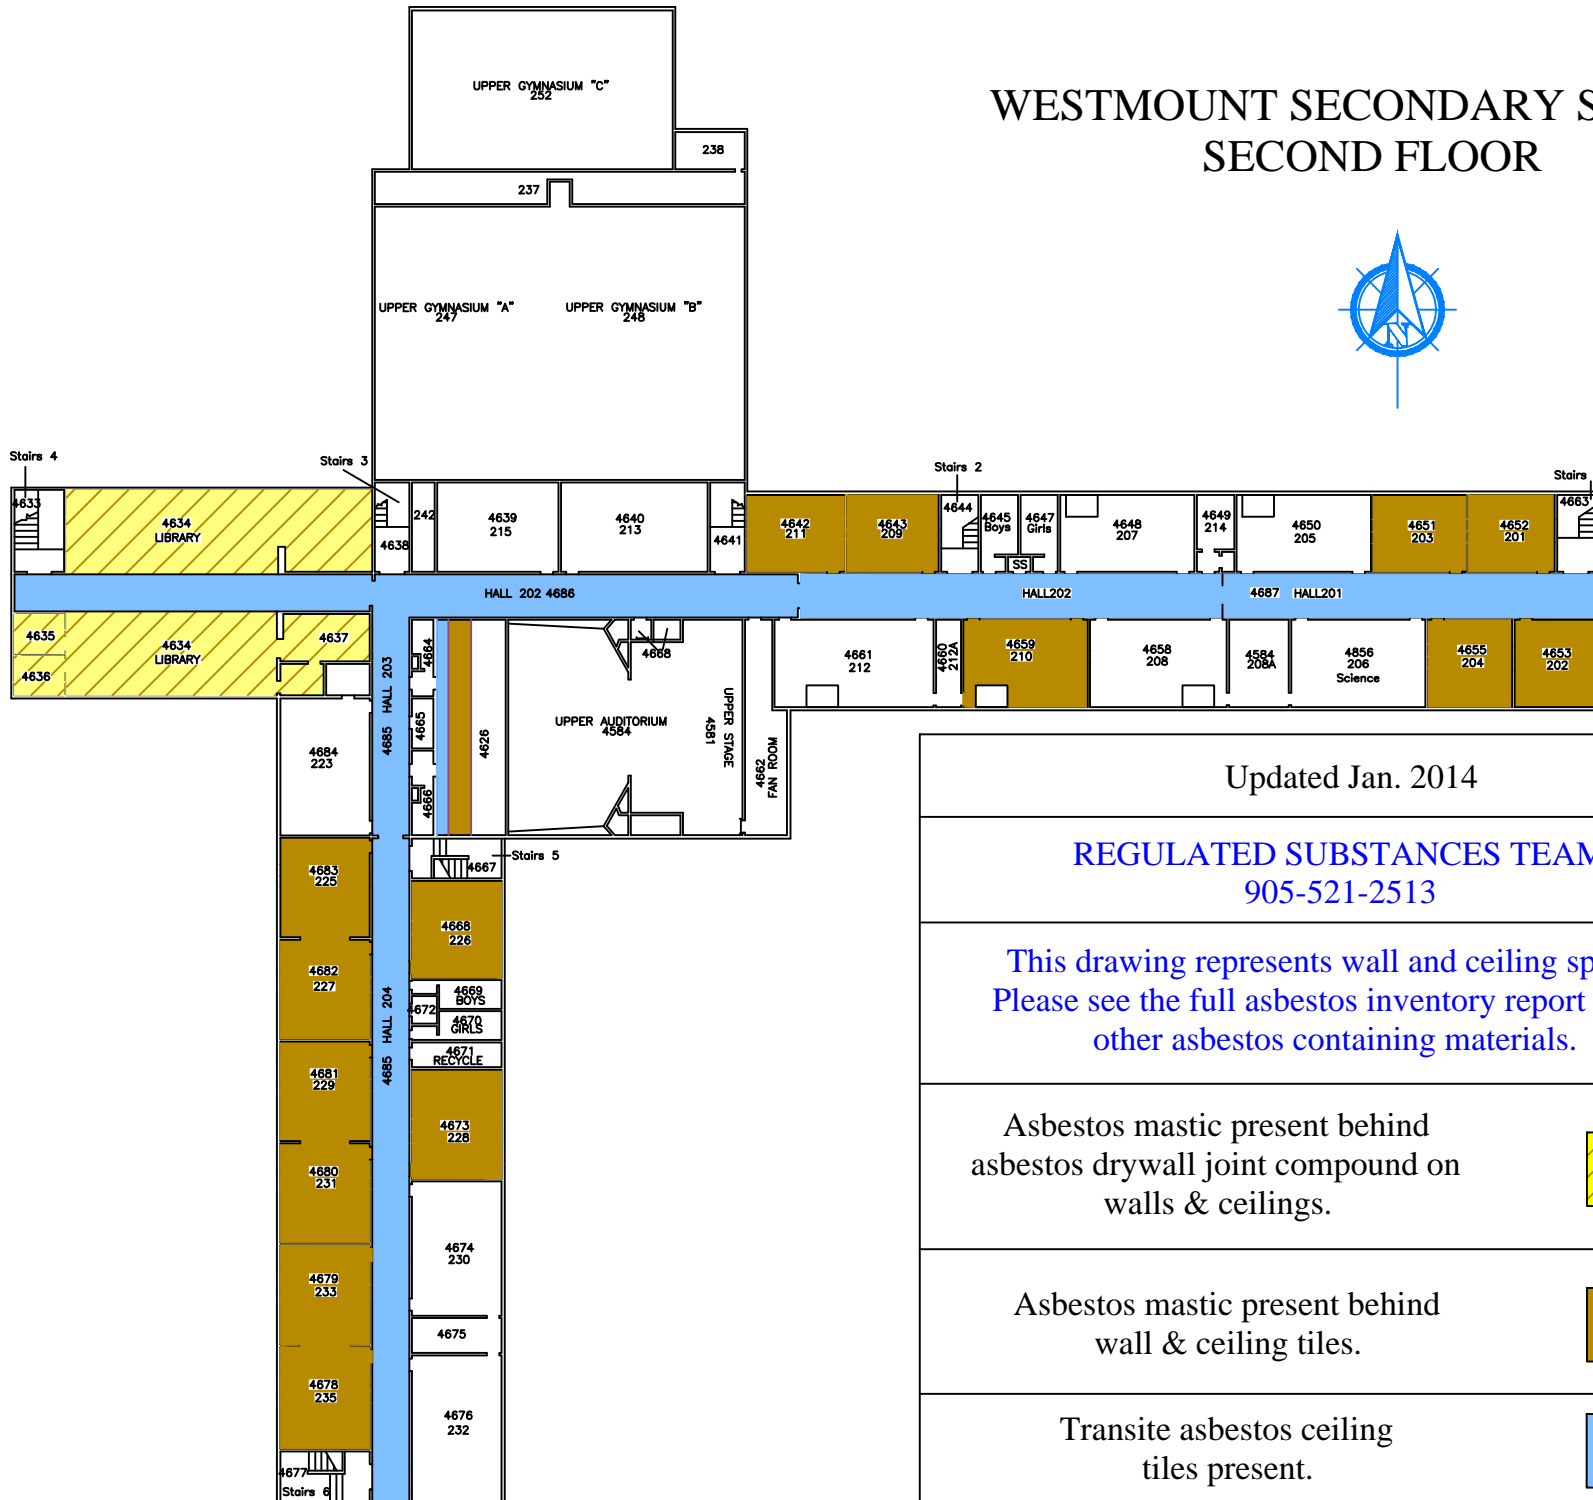 WESTMOUNT SECONDARY S
SECOND FLOOR
N
UPPER GYMNASIUM "C"
252
238
237
UPPER GYMNASIUM "A"
247
UPPER GYMNASIUM "B"
248
Stairs 4
Stairs 3
Stairs 2
Stairs
4633
4634
LIBRARY
4638
242
4639
215
4640
213
4641
4642
211
4643
209
4644
4645
Boys
4647
Girls
SS
4648
207
4649
214
4650
205
4651
203
4652
201
4663
HALL 202 4686
HALL202
4687 HALL201
4635
4636
4634
LIBRARY
4637
4685 HALL 203
4664
4665
4666
4626
4668
UPPER AUDITORIUM
4584
UPPER STAGE
4581
4662
FAN ROOM
4661
212
4660
212A
4659
210
4658
208
4584
208A
4856
206
Science
4655
204
4653
202
4684
223
Stairs 5
4667
4683
225
4668
226
4682
227
4669
BOYS
4672
4670
GIRLS
4671
RECYCLE
4685 HALL 204
4681
229
4673
228
4680
231
4679
233
4674
230
4675
4678
235
4676
232
4677
Stairs 6
Updated Jan. 2014
REGULATED SUBSTANCES TEAM
905-521-2513
This drawing represents wall and ceiling sp
Please see the full asbestos inventory report
other asbestos containing materials.
Asbestos mastic present behind
asbestos drywall joint compound on
walls & ceilings.
Asbestos mastic present behind
wall & ceiling tiles.
Transite asbestos ceiling
tiles present.